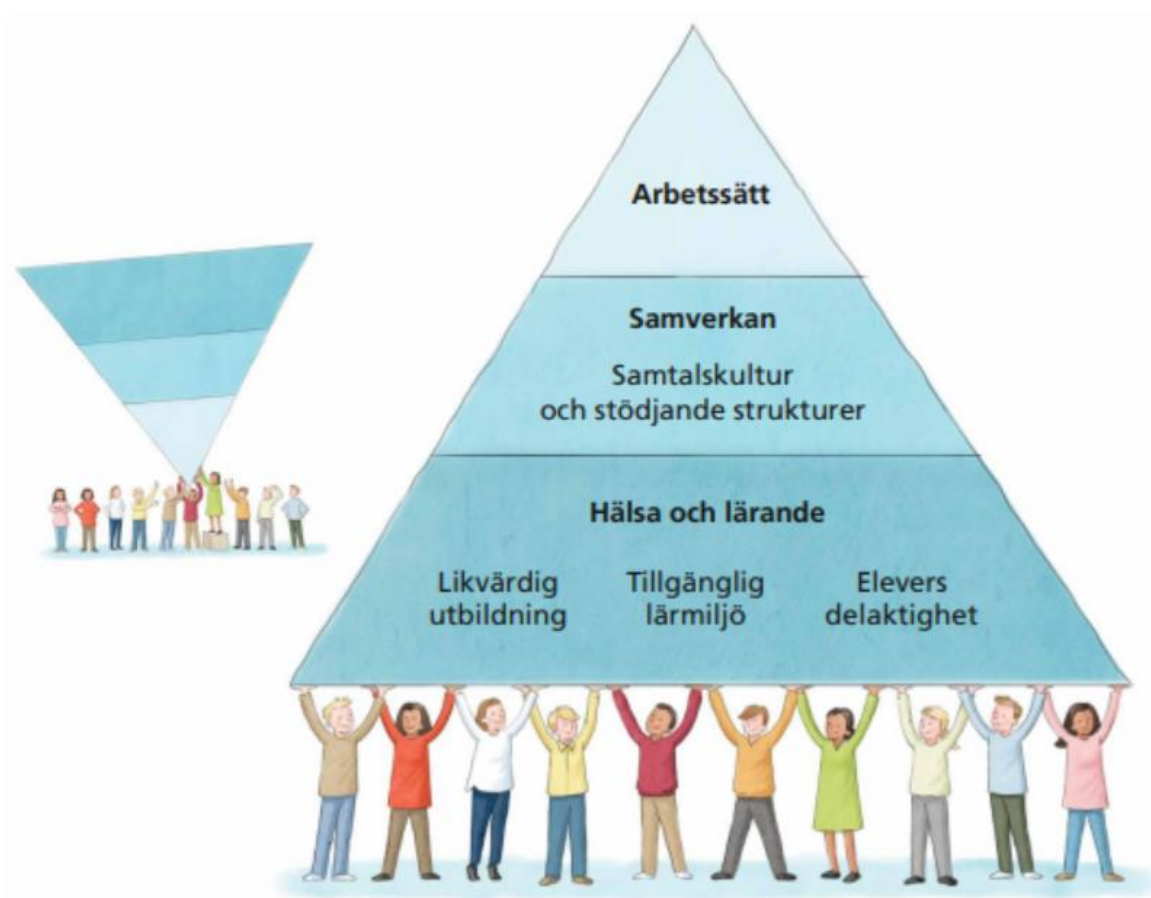 Arbetssätt
Samverkan
Samtalskultur
och stödjande strukturer
Hälsa och lärande
Likvärdig
utbildning
Tillgänglig
lärmiljö
Elevers
delaktighet